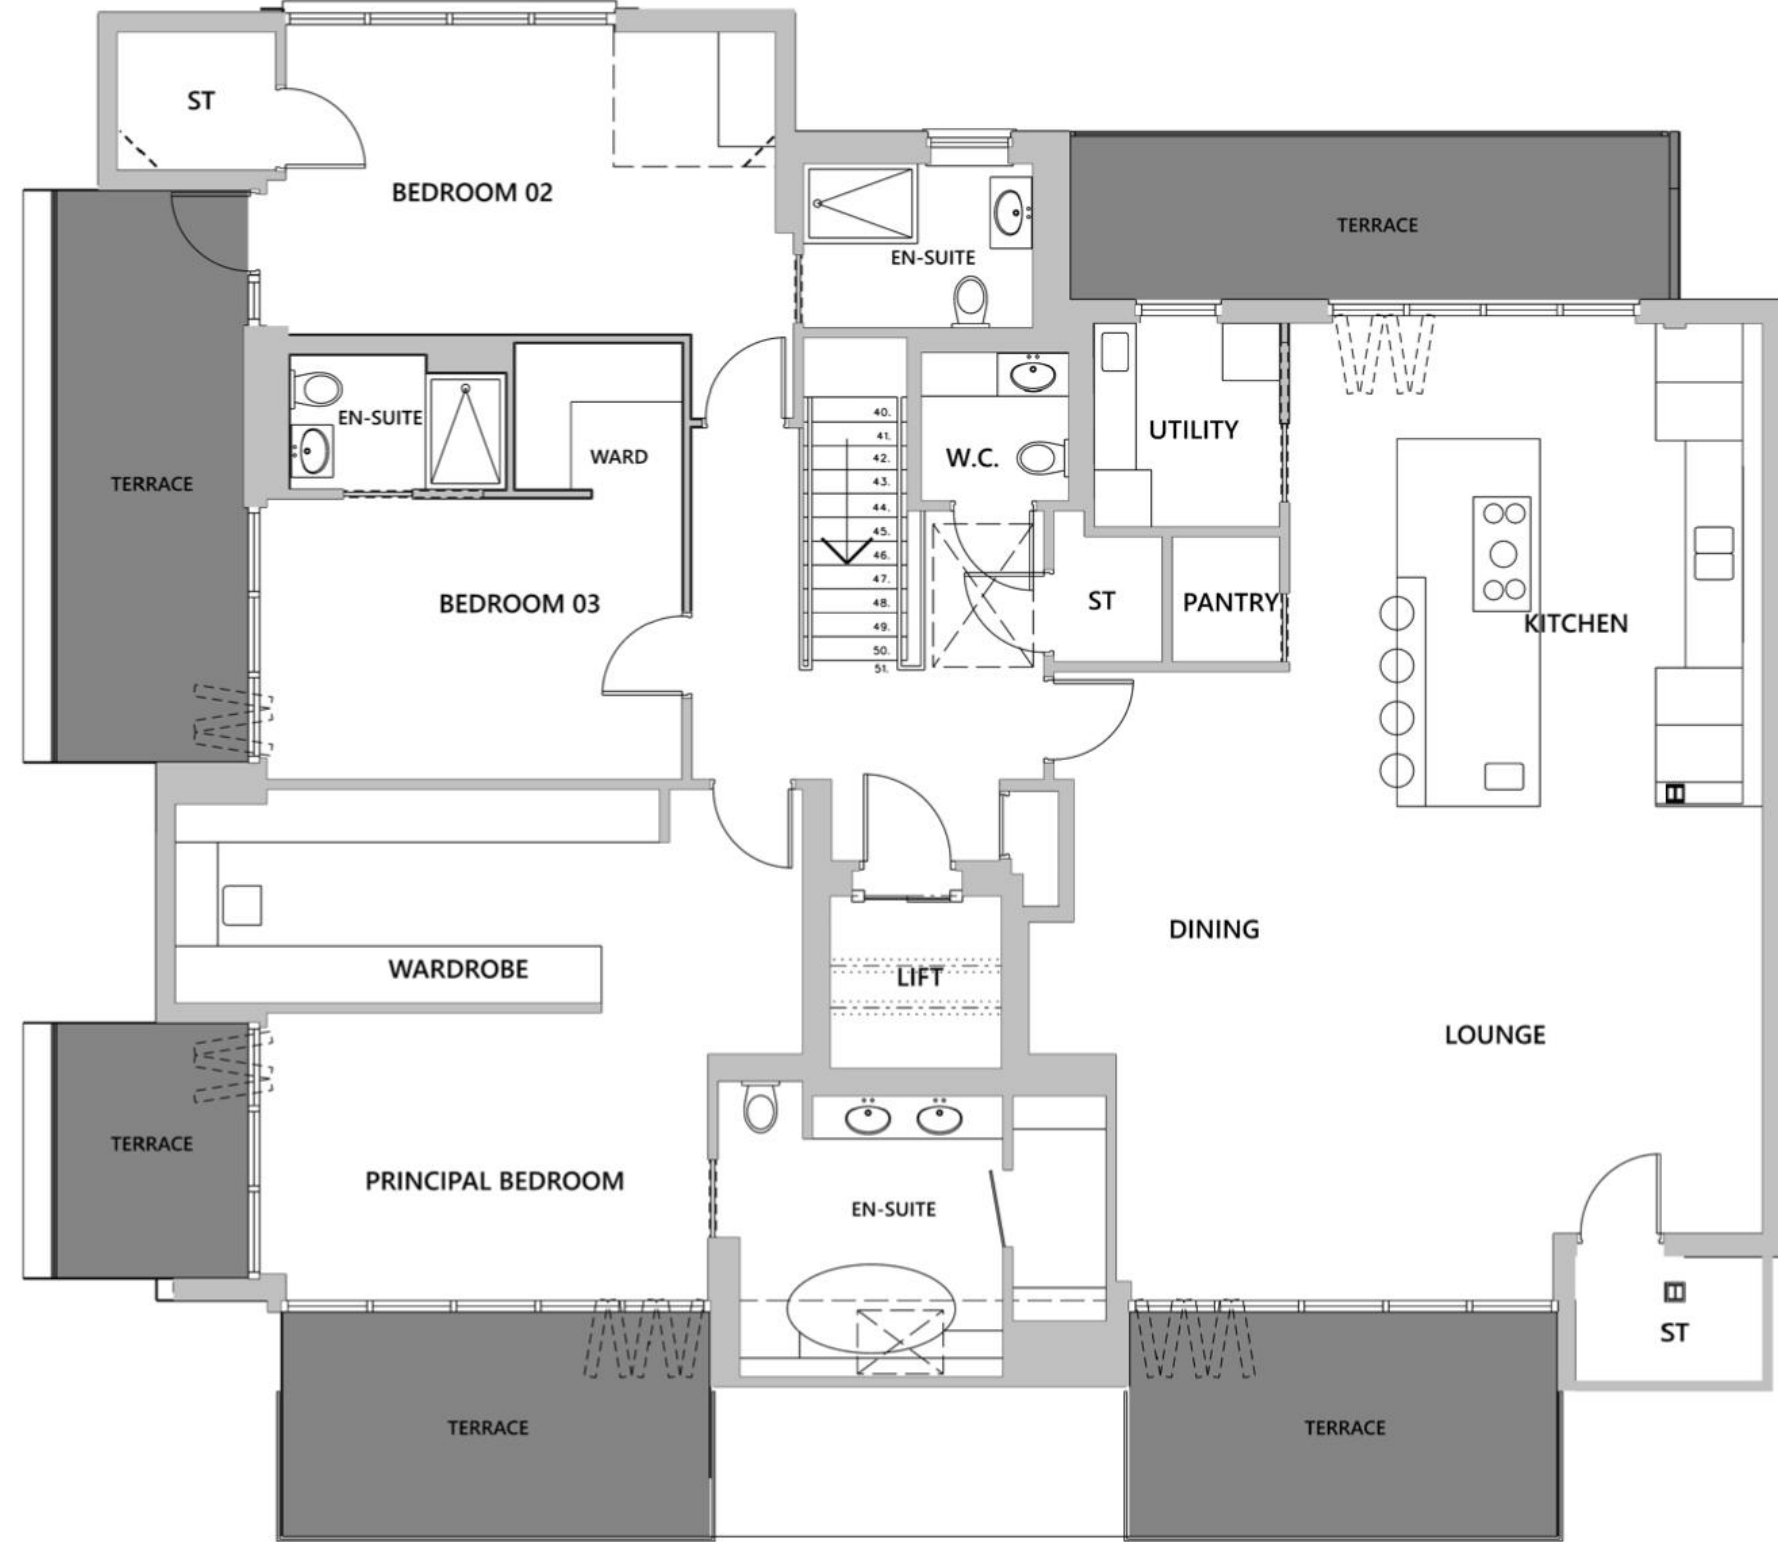 ST
BEDROOM 02
EN-SUITE
TERRACE
EN-SUITE
WARD
TERRACE
BEDROOM 03
40.
41.
42.
43.
44.
45.
46.
47.
48.
49.
50.
51.
W.C.
UTILITY
ST
PANTRY
KITCHEN
WARDROBE
LIFT
DINING
LOUNGE
TERRACE
PRINCIPAL BEDROOM
EN-SUITE
ST
TERRACE
TERRACE